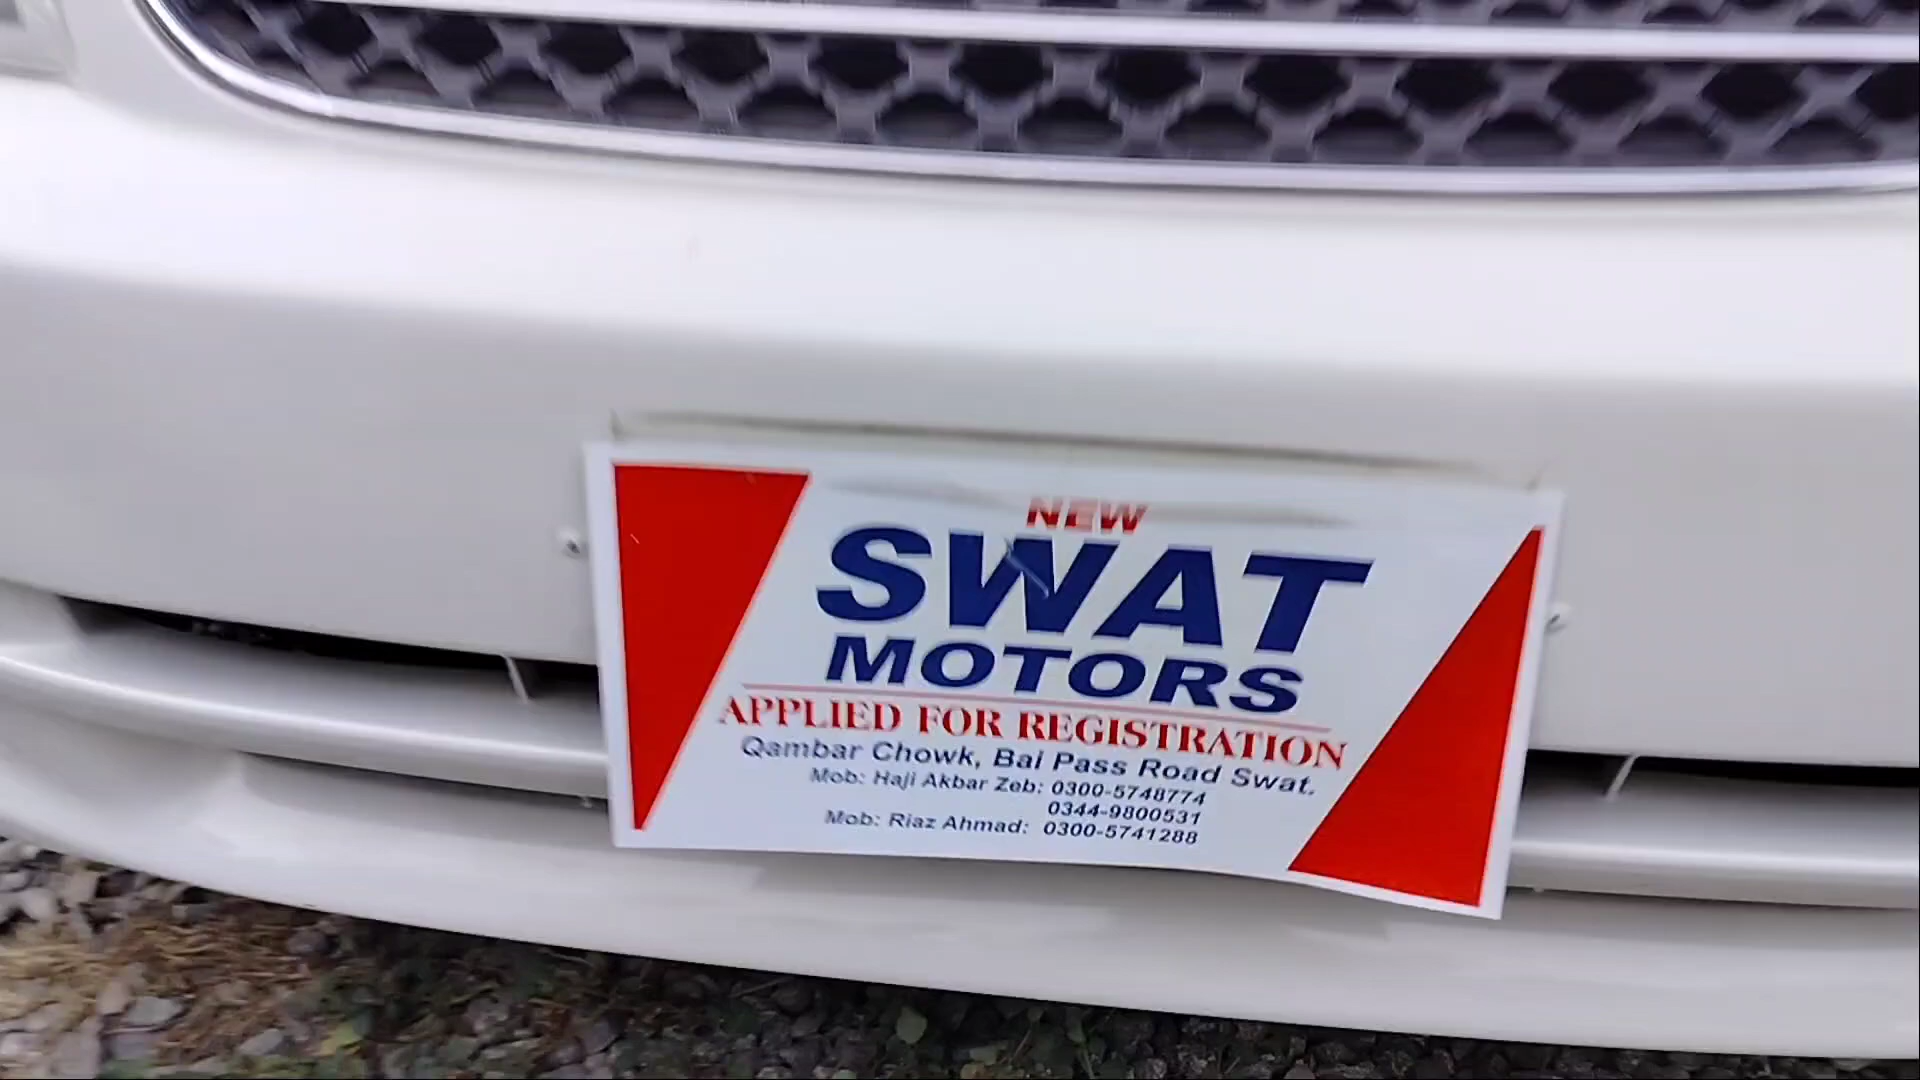 NEW
SWAT
MOTORS
APPLIED FOR REGISTRATION
Qambar Chowk, Bai Pass Road Swat.
Mob: Haji Akbar Zeb: 0300-5748774
0344-9800531
Mob: Riaz Ahmad: 0300-5741288